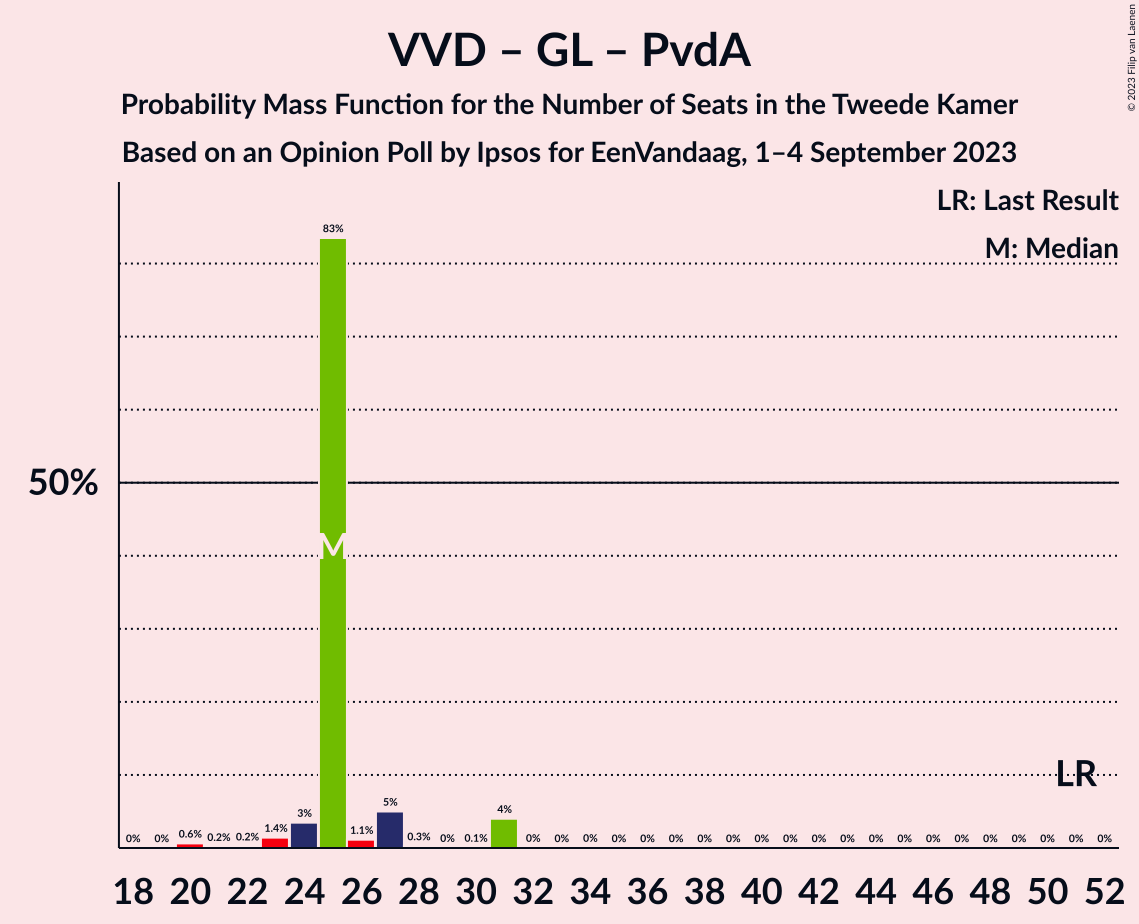 VVD – GL – PvdA
Probability Mass Function for the Number of Seats in the Tweede Kamer
Based on an Opinion Poll by Ipsos for EenVandaag, 1–4 September 2023
© 2023 Filip van Laenen
LR: Last Result
M: Median
83%
50%
M
LR
0% 0% 0.6% 0.2% 0.2% 1.4% 3% 1.1% 5% 0.3% 0% 0.1% 4% 0% 0% 0% 0% 0% 0% 0% 0% 0% 0% 0% 0% 0% 0% 0% 0% 0% 0% 0% 0% 0%
18 20 22 24 26 28 30 32 34 36 38 40 42 44 46 48 50 52